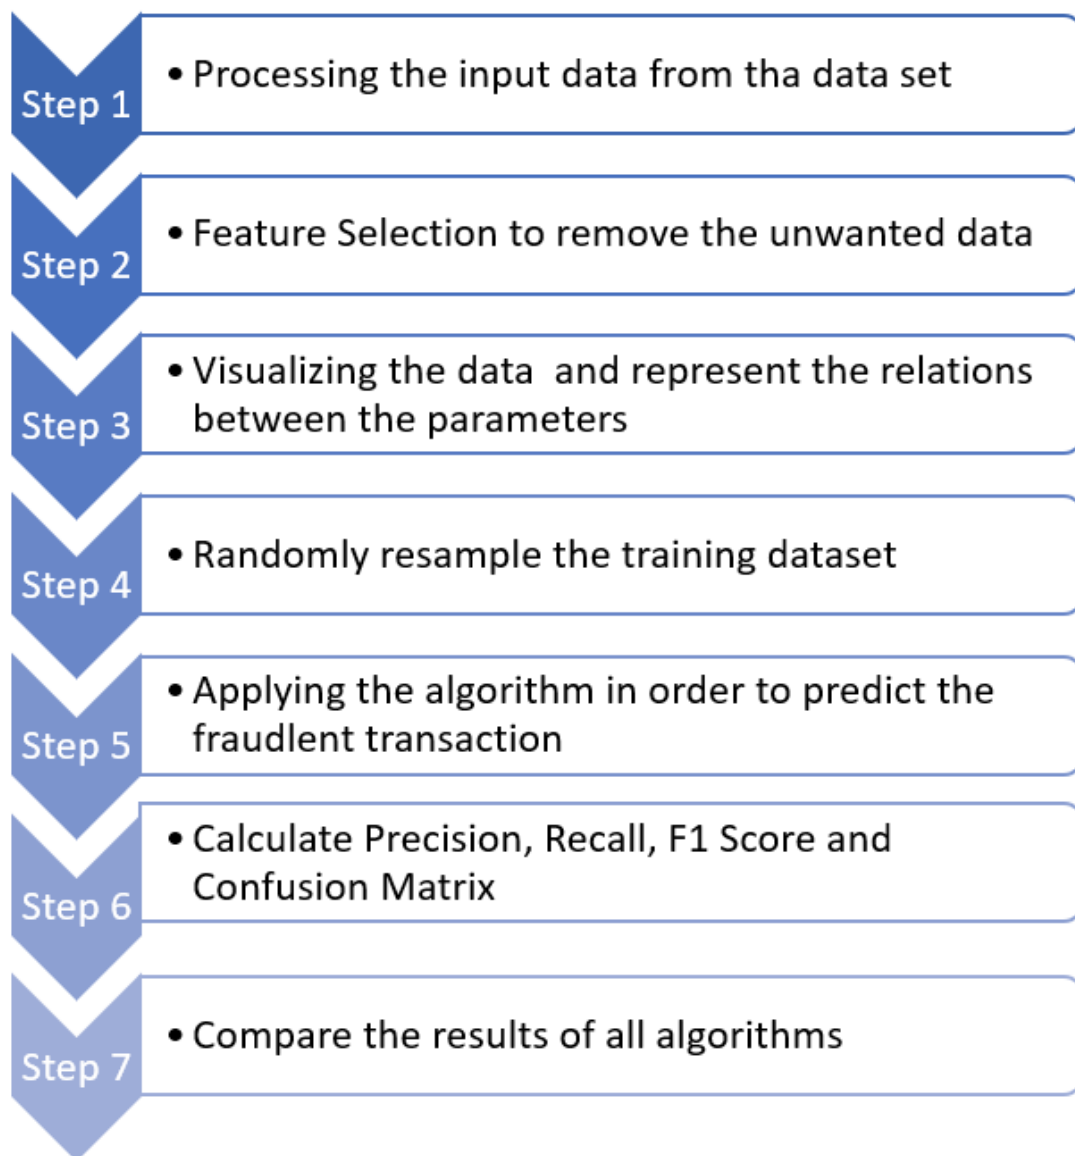 Step 1
• Processing the input data from tha data set
Step 2
• Feature Selection to remove the unwanted data
Step 3
• Visualizing the data  and represent the relations
between the parameters
Step 4
• Randomly resample the training dataset
Step 5
• Applying the algorithm in order to predict the
fraudlent transaction
Step 6
• Calculate Precision, Recall, F1 Score and
Confusion Matrix
Step 7
• Compare the results of all algorithms